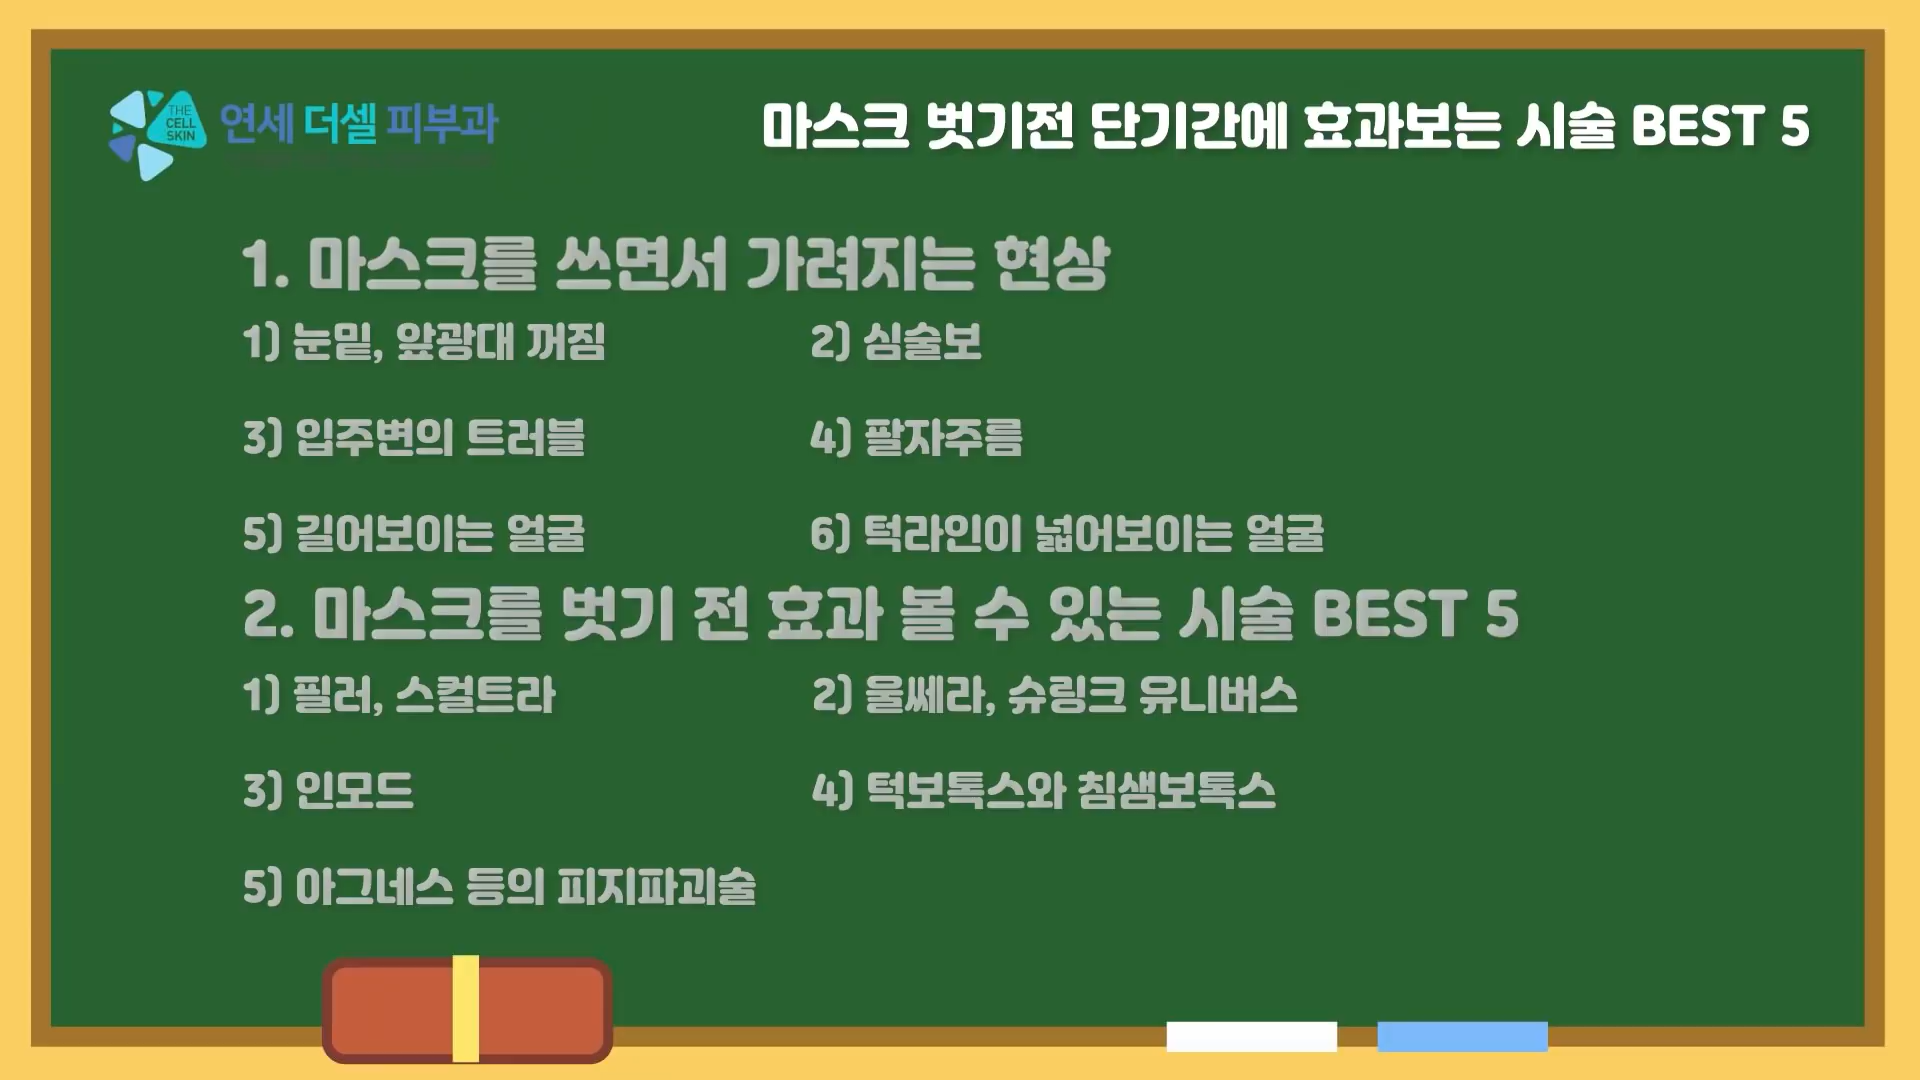 THE
CELL
SKIN
연세 더셀 피부과
마스크 벗기전 단기간에 효과보는 시술 BEST 5
1. 마스크를 쓰면서 가려지는 현상
1) 눈밑, 앞광대 꺼짐
2) 심술보
3) 입주변의 트러블
4) 팔자주름
5) 길어보이는 얼굴
6) 턱라인이 넓어보이는 얼굴
2. 마스크를 벗기 전 효과 볼 수 있는 시술 BEST 5
1) 필러, 스컬트라
2) 울쎄라, 슈링크 유니버스
3) 인모드
4) 턱보톡스와 침샘보톡스
5) 아그네스 등의 피지파괴술